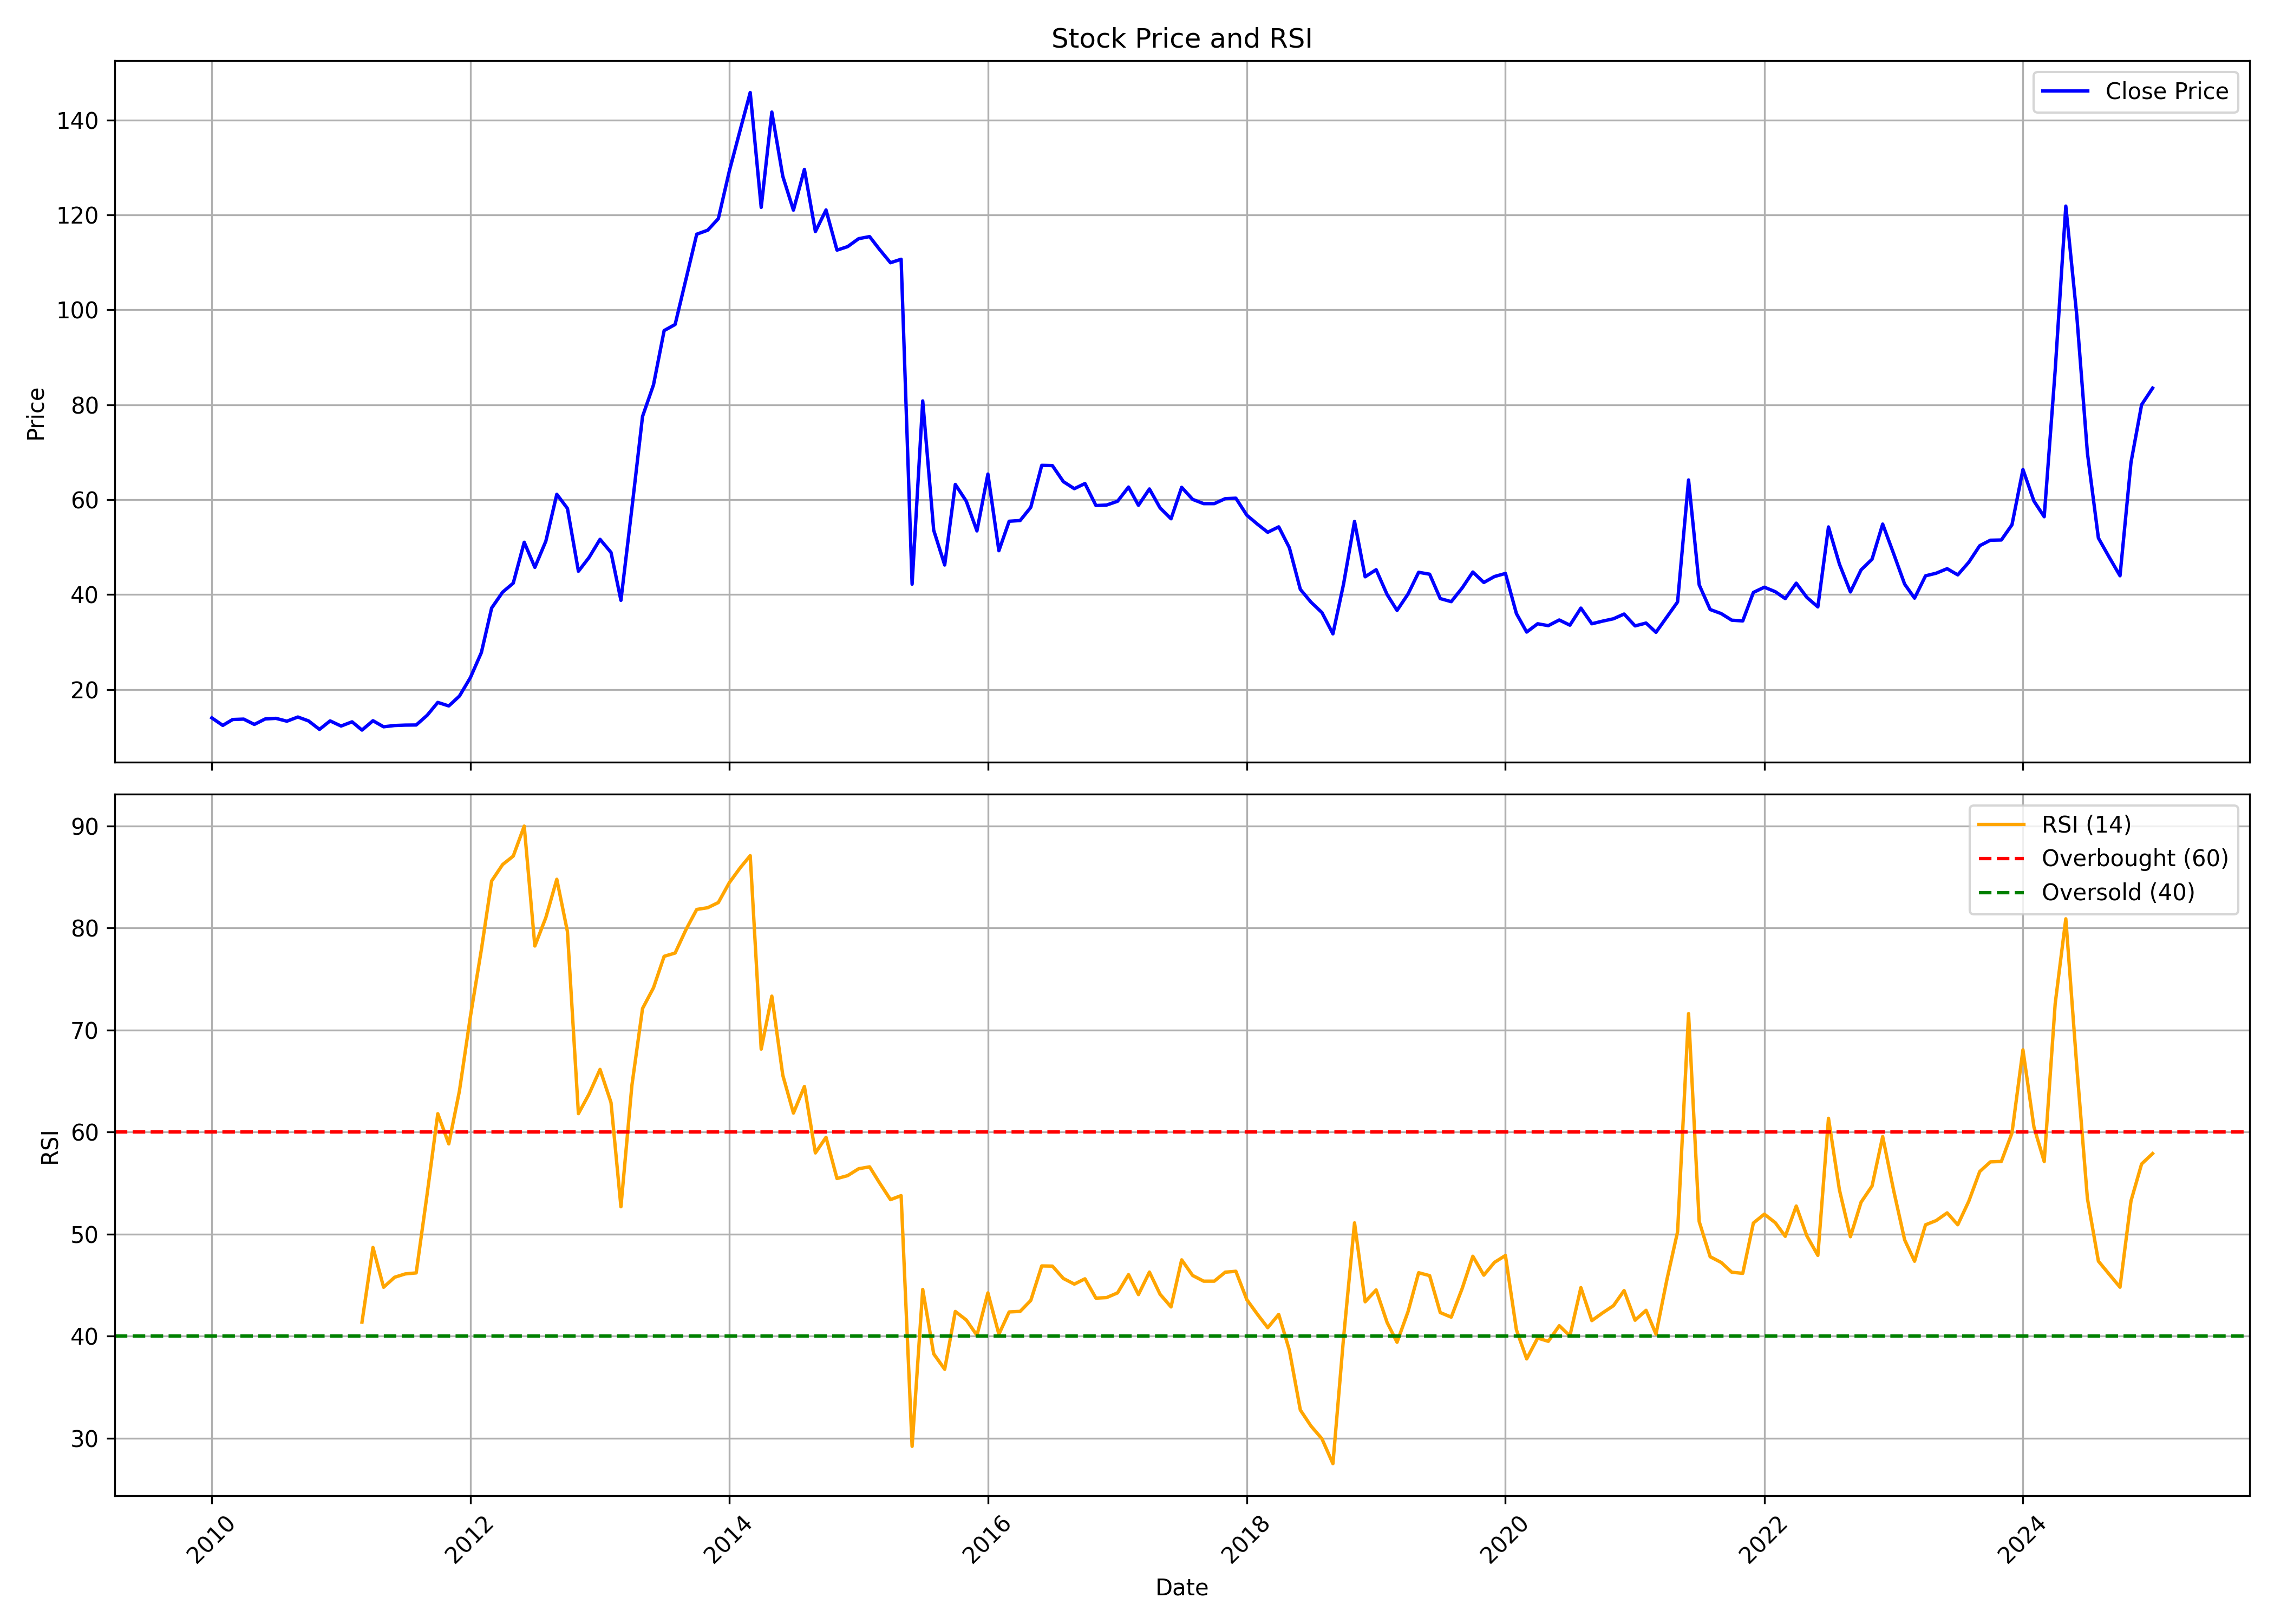 Stock Price and RSI
Close Price
140
120
100
80
60
40
20
Price
RSI (14)
Overbought (60)
Oversold (40)
90
80
70
60
50
40
30
RSI
2010
2012
2014
2016
2018
2020
2022
2024
Date